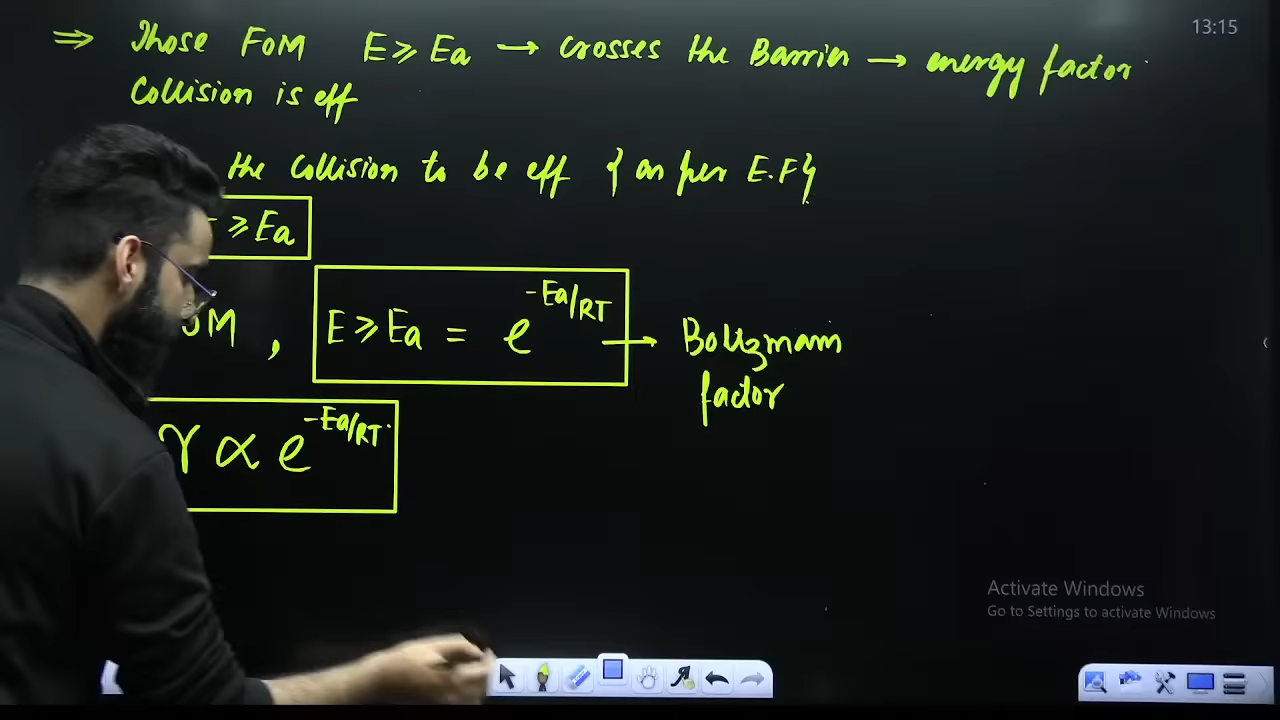 13:15
⇒ Those FOM E ≥ Ea → crosses the Barrier → energy factor
Collision is eff
the Collision to be eff { as per E.F }
≥ Ea
OM , E ≥ Ea = e^-Ea/RT → Boltzmann
factor
r ∝ e^-Ea/RT
Activate Windows
Go to Settings to activate Windows